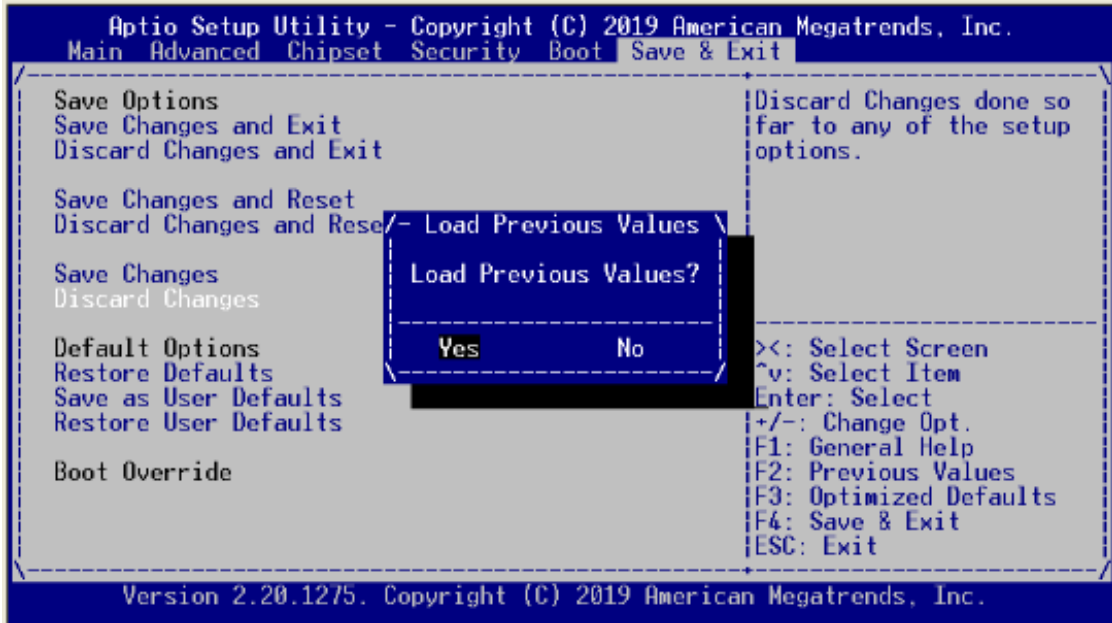 Aptio Setup Utility - Copyright (C) 2019 American Megatrends, Inc.
Main Advanced Chipset Security Boot Save & Exit
Save Options
Save Changes and Exit
Discard Changes and Exit
Save Changes and Reset
Discard Changes and Rese
Save Changes
Discard Changes
Default Options
Restore Defaults
Save as User Defaults
Restore User Defaults
Boot Override
Load Previous Values
Load Previous Values?
Yes No
Discard Changes done so
far to any of the setup
options.
><: Select Screen
^v: Select Item
Enter: Select
+/-: Change Opt.
F1: General Help
F2: Previous Values
F3: Optimized Defaults
F4: Save & Exit
ESC: Exit
Version 2.20.1275. Copyright (C) 2019 American Megatrends, Inc.